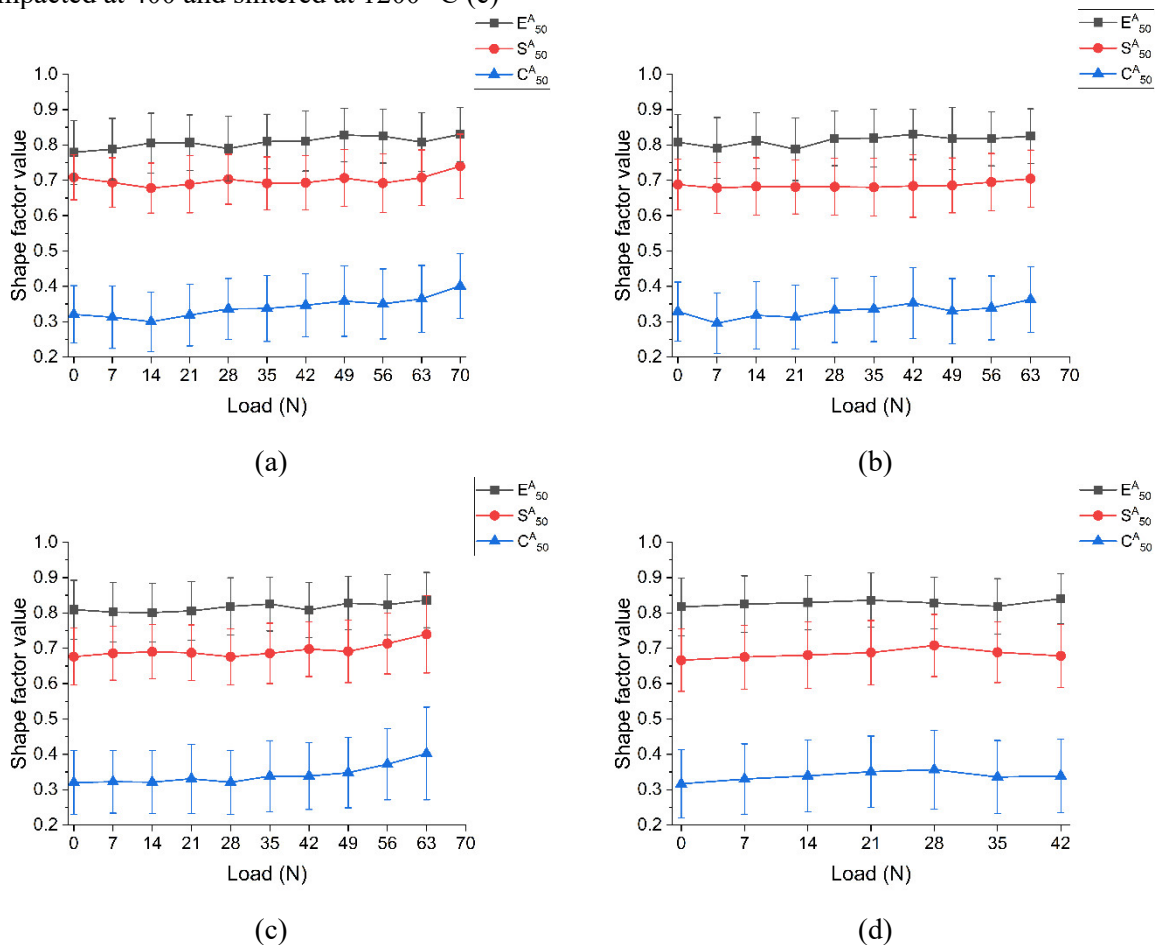 mpacted at 400 and sintered at 1200 °C (c)
E^A_50
S^A_50
C^A_50
1.0
0.9
0.8
0.7
0.6
0.5
0.4
0.3
0.2
Shape factor value
0 7 14 21 28 35 42 49 56 63 70
Load (N)
(a)
E^A_50
S^A_50
C^A_50
1.0
0.9
0.8
0.7
0.6
0.5
0.4
0.3
0.2
Shape factor value
0 7 14 21 28 35 42 49 56 63 70
Load (N)
(b)
E^A_50
S^A_50
C^A_50
1.0
0.9
0.8
0.7
0.6
0.5
0.4
0.3
0.2
Shape factor value
0 7 14 21 28 35 42 49 56 63 70
Load (N)
(c)
E^A_50
S^A_50
C^A_50
1.0
0.9
0.8
0.7
0.6
0.5
0.4
0.3
0.2
Shape factor value
0 7 14 21 28 35 42
Load (N)
(d)